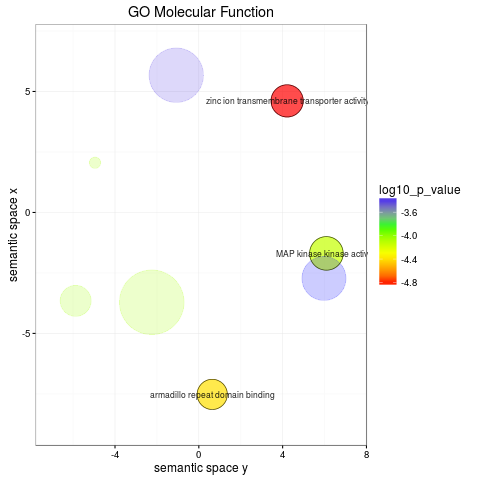 GO Molecular Function
5
zinc ion transmembrane transporter activity
log10_p_value
-3.6
-4.0
-4.4
-4.8
semantic space x
0
MAP kinase kinase activ
-5
armadillo repeat domain binding
-4
0
4
8
semantic space y